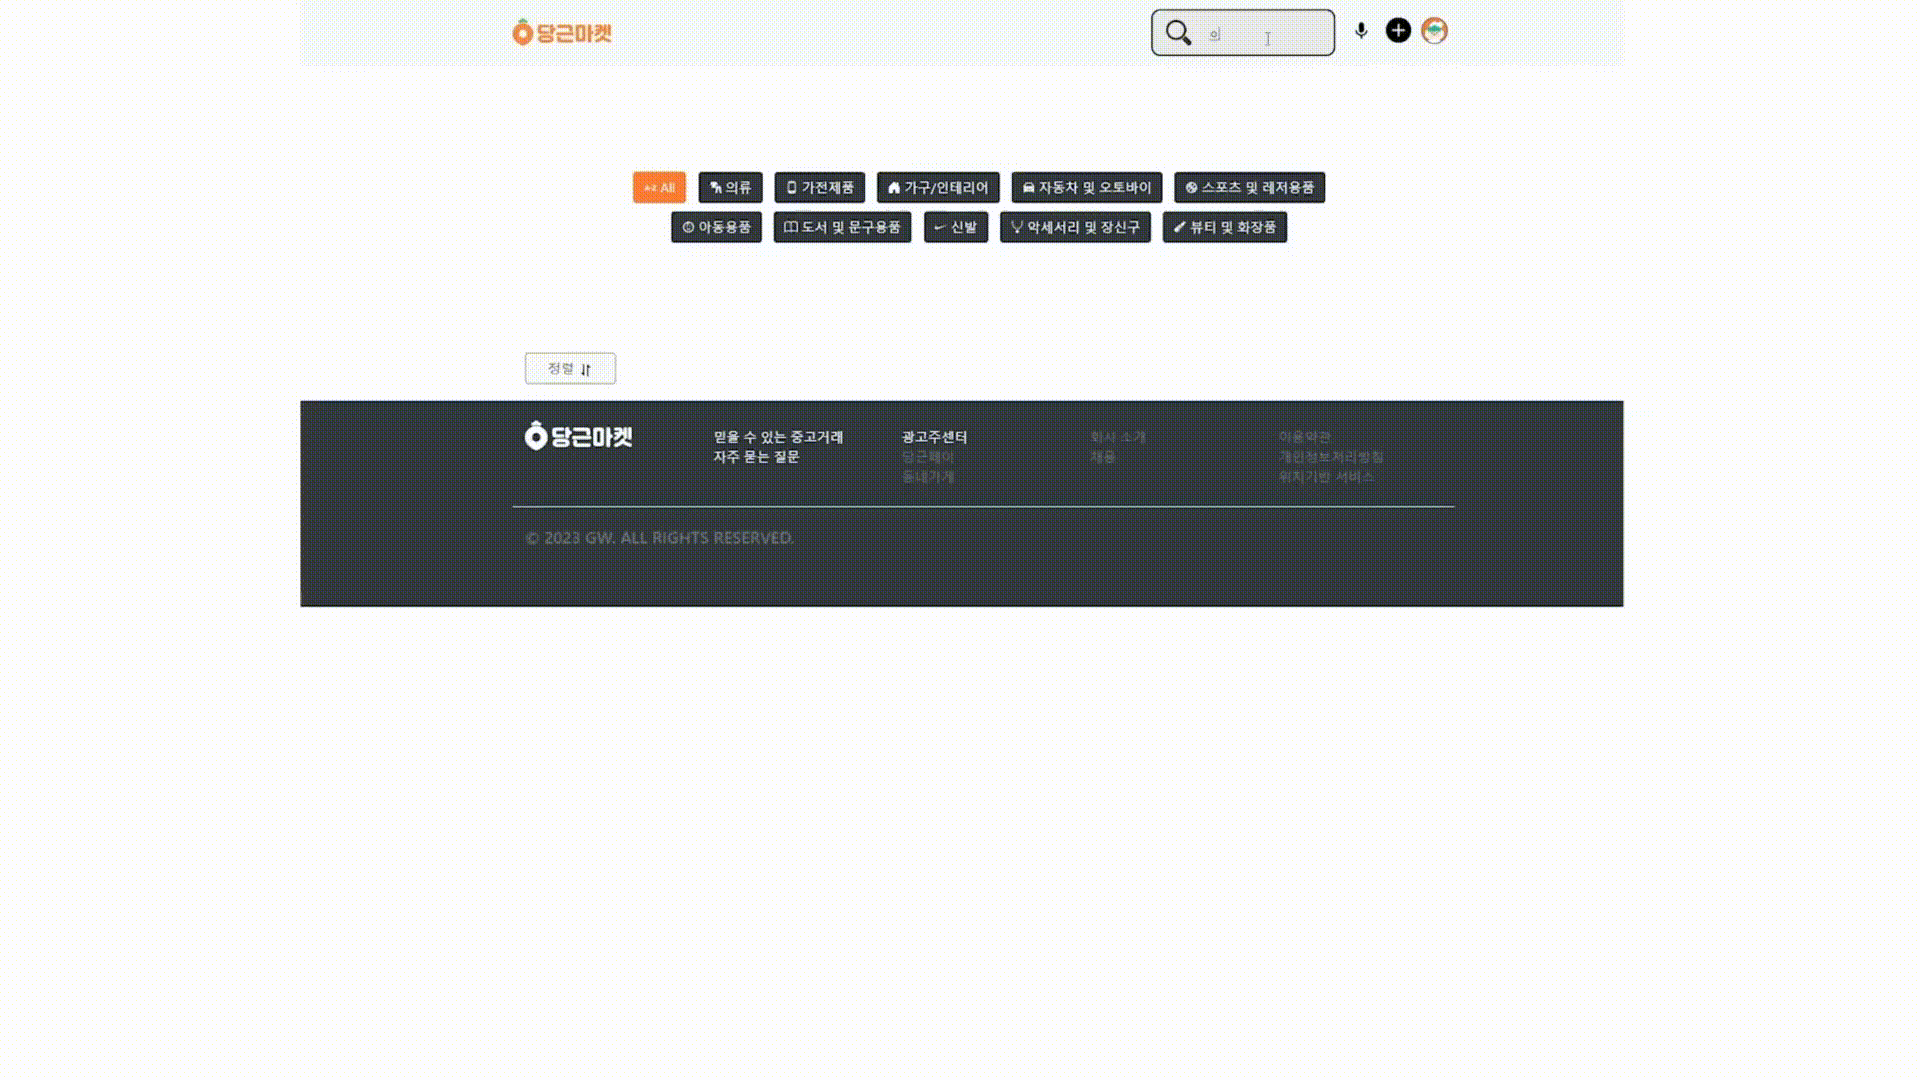 당근마켓
의
All 의류 가전제품 가구/인테리어 자동차 및 오토바이 스포츠 및 레저용품
아동용품 도서 및 문구용품 신발 악세서리 및 장신구 뷰티 및 화장품
정렬
당근마켓 믿을 수 있는 중고거래 광고주센터 회사 소개 이용약관
자주 묻는 질문 당근페이 채용 개인정보처리방침
동네가게 위치기반 서비스
© 2023 GW. ALL RIGHTS RESERVED.